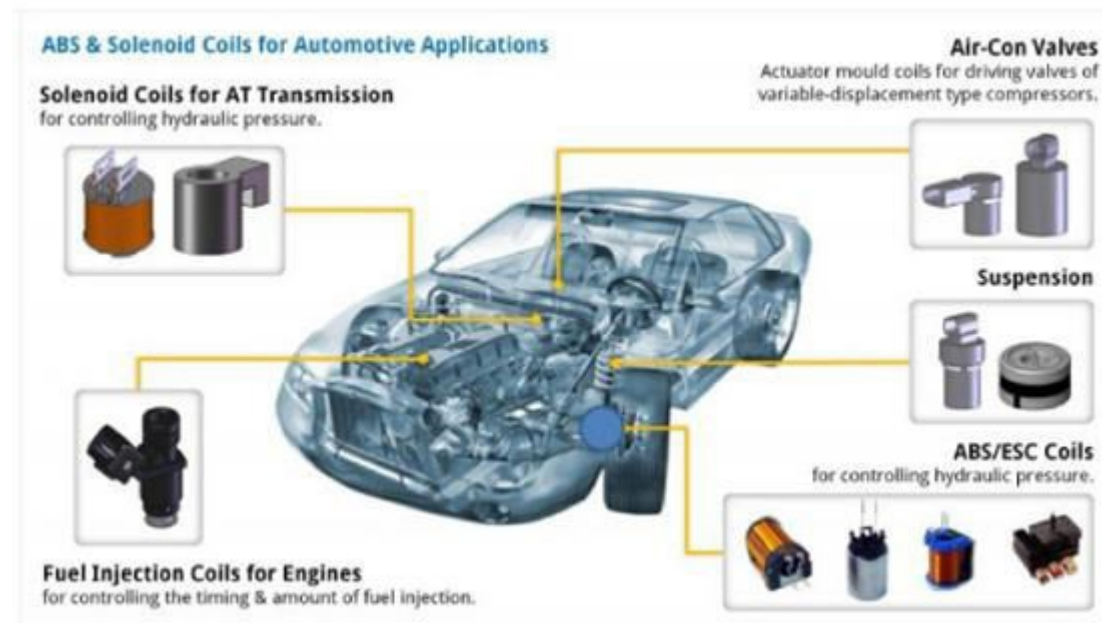 ABS & Solenoid Coils for Automotive Applications
Solenoid Coils for AT Transmission
for controlling hydraulic pressure.
Air-Con Valves
Actuator mould coils for driving valves of
variable-displacement type compressors.
Suspension
ABS/ESC Coils
for controlling hydraulic pressure.
Fuel Injection Coils for Engines
for controlling the timing & amount of fuel injection.